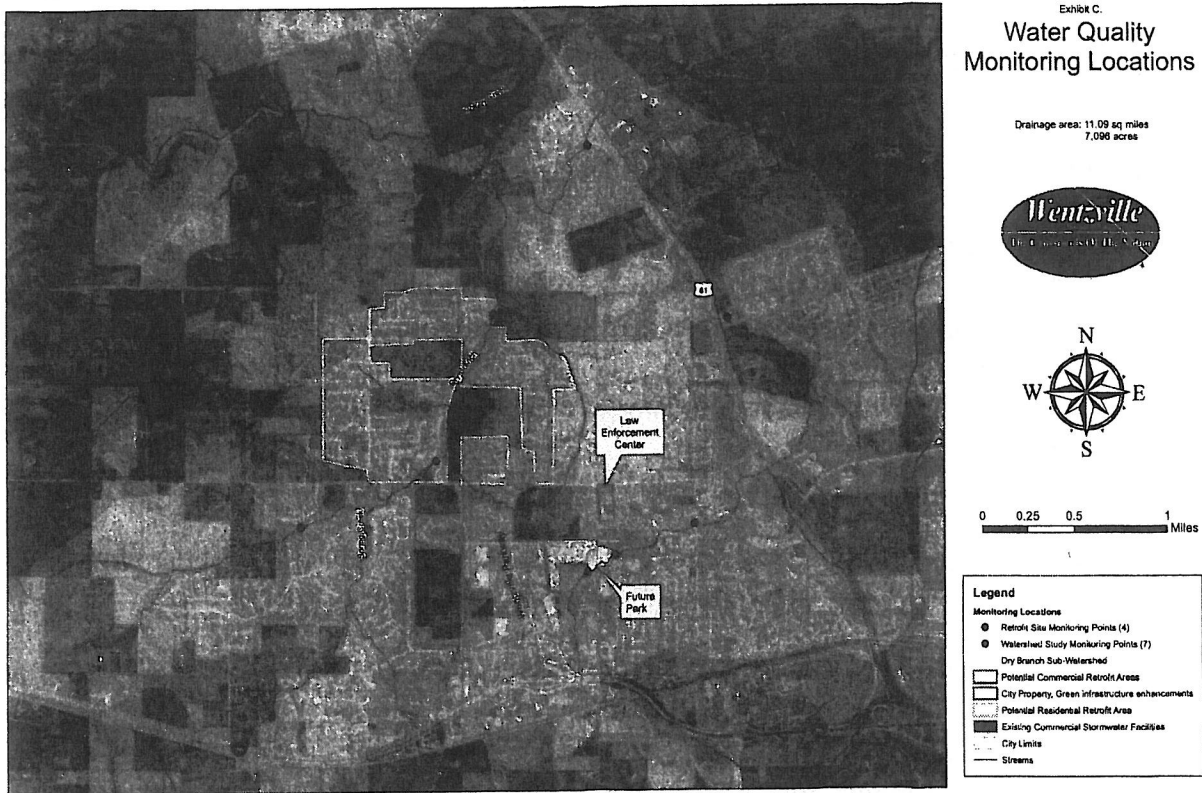 Exhibit C.
Water Quality
Monitoring Locations
Drainage area: 11.09 sq miles
7,096 acres
Wentzville
N
W
E
S
0
0.25
0.5
1
Miles
61
Law
Enforcement
Center
Future
Park
Legend
Monitoring Locations
Retrofit Site Monitoring Points (4)
Watershed Study Monitoring Points (7)
Dry Branch Sub-Watershed
Potential Commercial Retrofit Areas
City Property, Green infrastructure enhancements
Potential Residential Retrofit Area
Existing Commercial Stormwater Facilities
City Limits
Streams